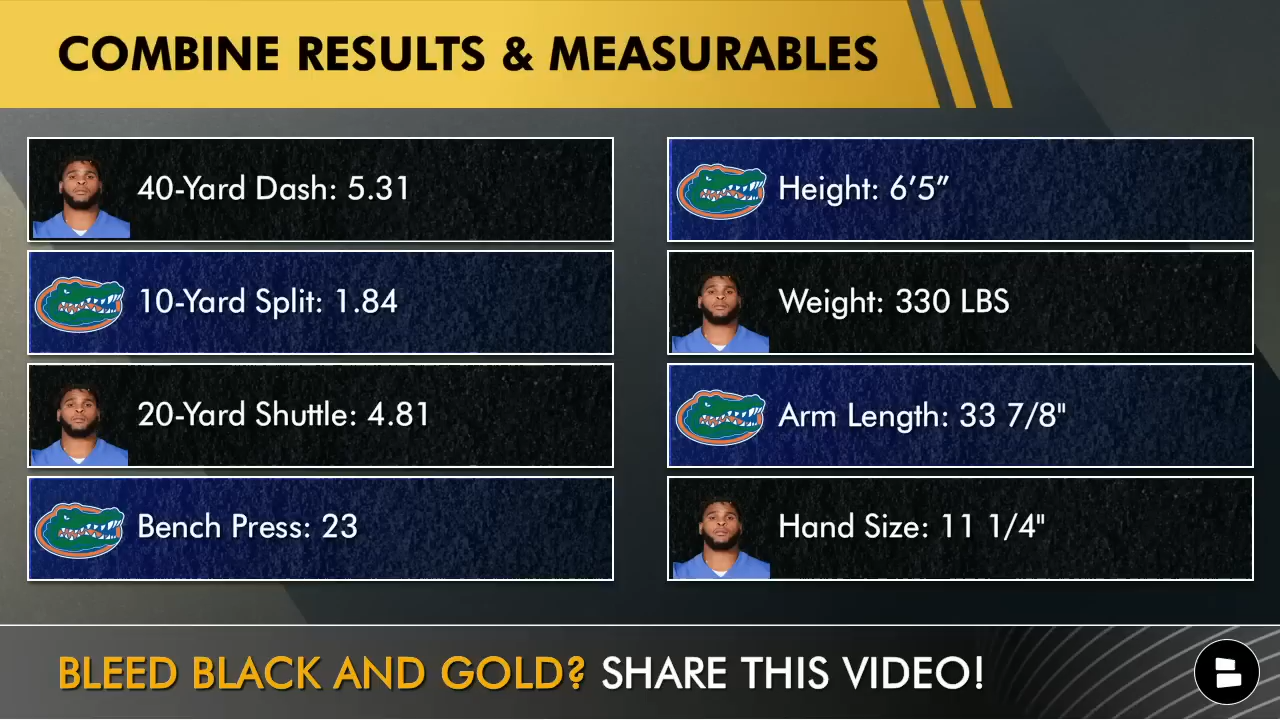 COMBINE RESULTS & MEASURABLES
40-Yard Dash: 5.31
10-Yard Split: 1.84
20-Yard Shuttle: 4.81
Bench Press: 23
Height: 6’5”
Weight: 330 LBS
Arm Length: 33 7/8"
Hand Size: 11 1/4"
BLEED BLACK AND GOLD? SHARE THIS VIDEO!